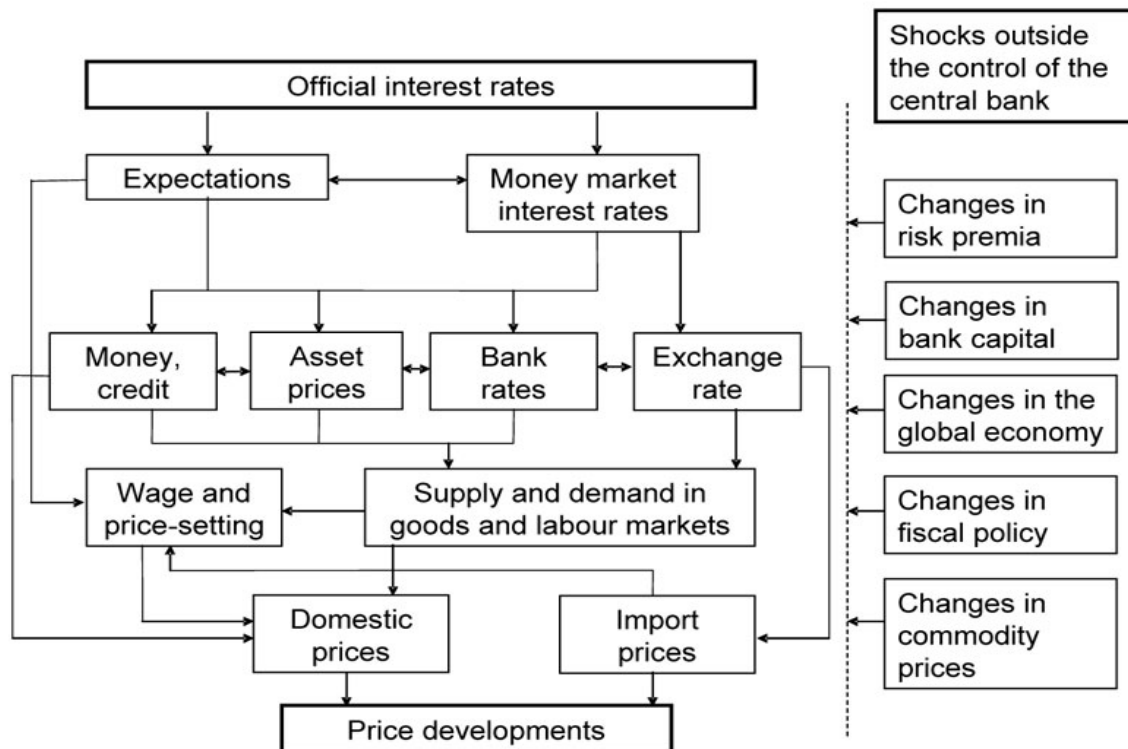 Shocks outside
the control of the
central bank
Official interest rates
Expectations
Money market
interest rates
Changes in
risk premia
Money,
credit
Asset
prices
Bank
rates
Exchange
rate
Changes in
bank capital
Changes in the
global economy
Wage and
price-setting
Supply and demand in
goods and labour markets
Changes in
fiscal policy
Domestic
prices
Import
prices
Changes in
commodity
prices
Price developments